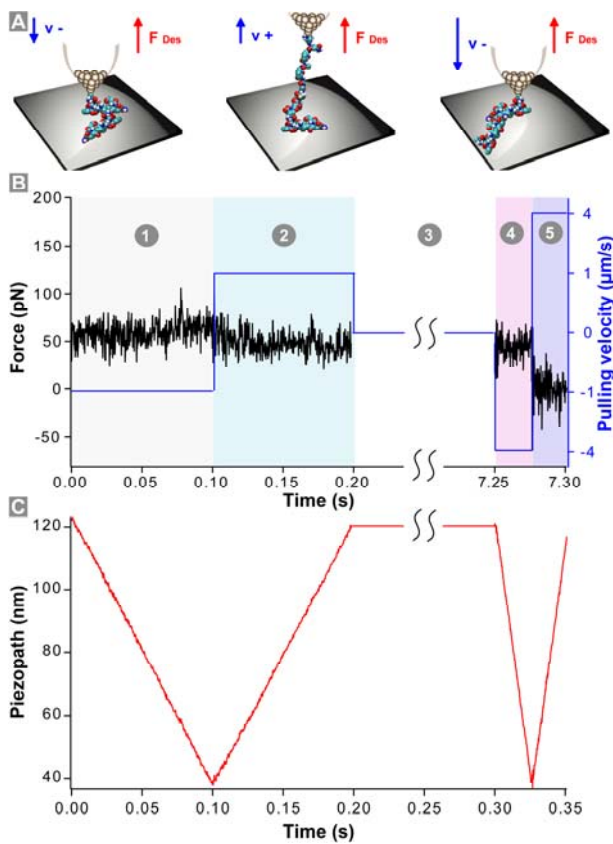 A
v - F Des
v + F Des
v - F Des
B
200
150
100
50
0
-50
Force (pN)
1 2 3 4 5
4
1
0
-1
-4
Pulling velocity (μm/s)
0.00 0.05 0.10 0.15 0.20 7.25 7.30
Time (s)
C
120
100
80
60
40
Piezopath (nm)
0.00 0.05 0.10 0.15 0.20 0.30 0.35
Time (s)